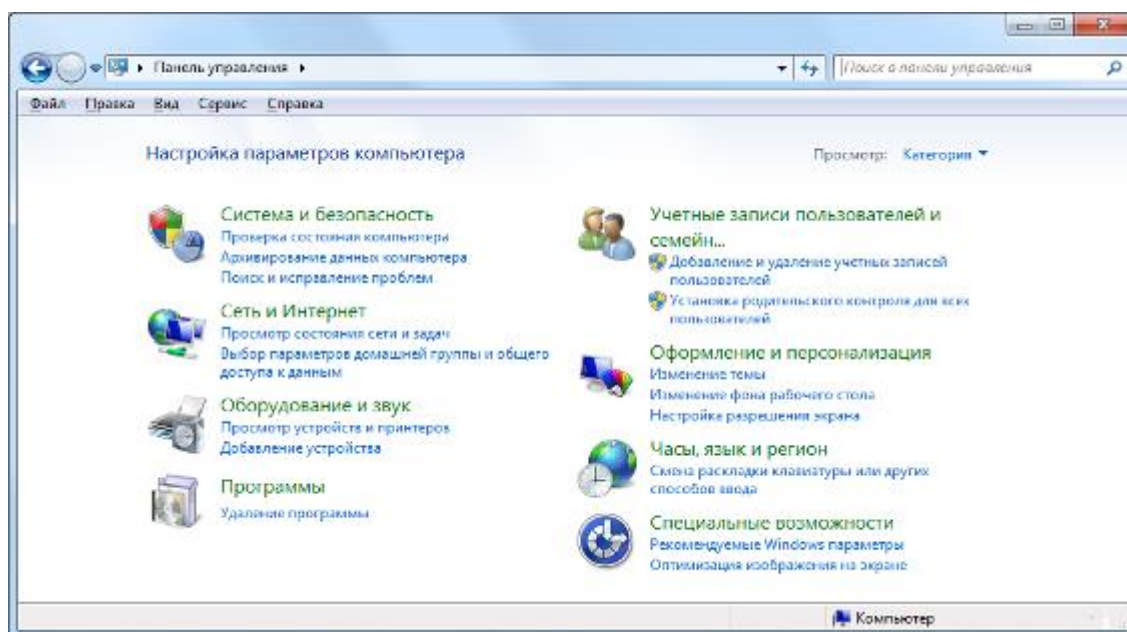 Панель управления
Поиск в панели управления
Файл Правка Вид Сервис Справка
Настройка параметров компьютера
Просмотр: Категория
Система и безопасность
Проверка состояния компьютера
Архивирование данных компьютера
Поиск и исправление проблем
Сеть и Интернет
Просмотр состояния сети и задач
Выбор параметров домашней группы и общего
доступа к данным
Оборудование и звук
Просмотр устройств и принтеров
Добавление устройства
Программы
Удаление программы
Учетные записи пользователей и
семейн...
Добавление и удаление учетных записей
пользователей
Установка родительского контроля для всех
пользователей
Оформление и персонализация
Изменение темы
Изменение фона рабочего стола
Настройка разрешения экрана
Часы, язык и регион
Смена раскладки клавиатуры или других
способов ввода
Специальные возможности
Рекомендуемые Windows параметры
Оптимизация изображения на экране
Компьютер